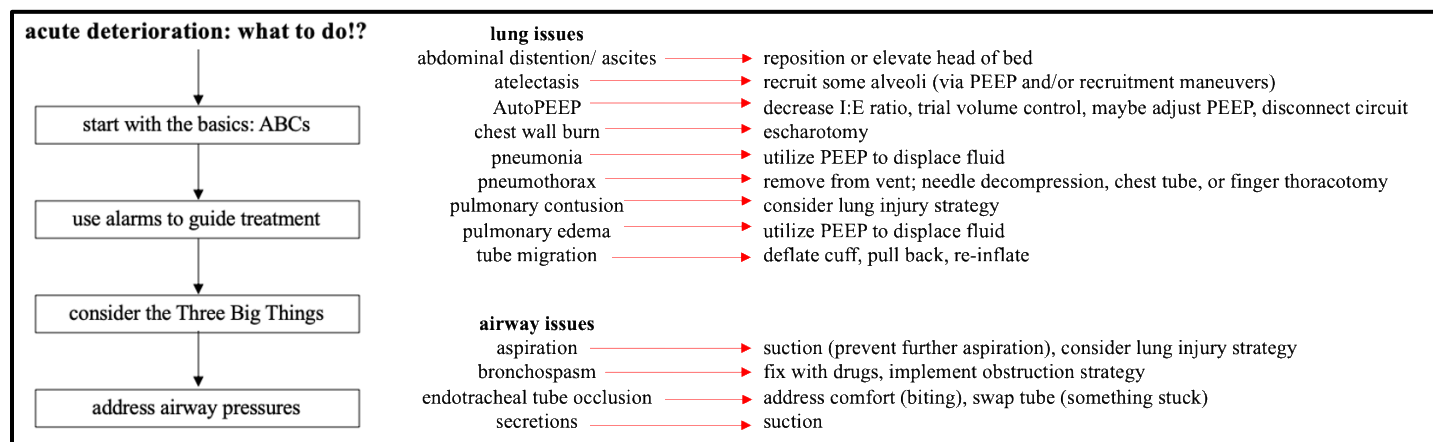 acute deterioration: what to do!?
start with the basics: ABCs
use alarms to guide treatment
consider the Three Big Things
address airway pressures
lung issues
abdominal distention/ ascites reposition or elevate head of bed
atelectasis recruit some alveoli (via PEEP and/or recruitment maneuvers)
AutoPEEP decrease I:E ratio, trial volume control, maybe adjust PEEP, disconnect circuit
chest wall burn escharotomy
pneumonia utilize PEEP to displace fluid
pneumothorax remove from vent; needle decompression, chest tube, or finger thoracotomy
pulmonary contusion consider lung injury strategy
pulmonary edema utilize PEEP to displace fluid
tube migration deflate cuff, pull back, re-inflate
airway issues
aspiration suction (prevent further aspiration), consider lung injury strategy
bronchospasm fix with drugs, implement obstruction strategy
endotracheal tube occlusion address comfort (biting), swap tube (something stuck)
secretions suction